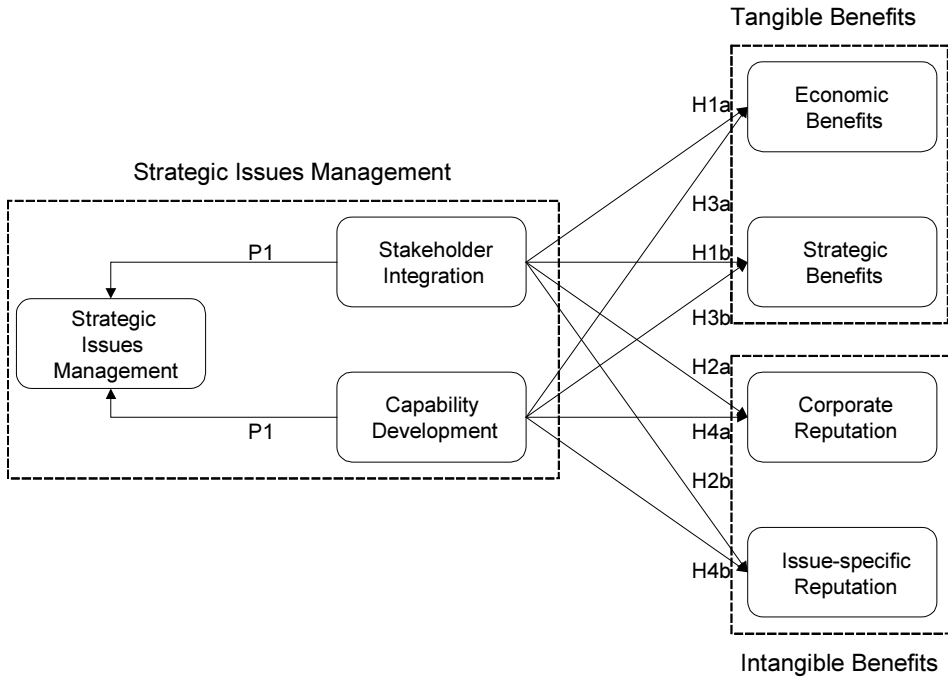 Tangible Benefits
H1a
Economic
Benefits
Strategic Issues Management
H3a
P1
Stakeholder
Integration
H1b
Strategic
Benefits
Strategic
Issues
Management
H3b
H2a
P1
Capability
Development
H4a
Corporate
Reputation
H2b
H4b
Issue-specific
Reputation
Intangible Benefits